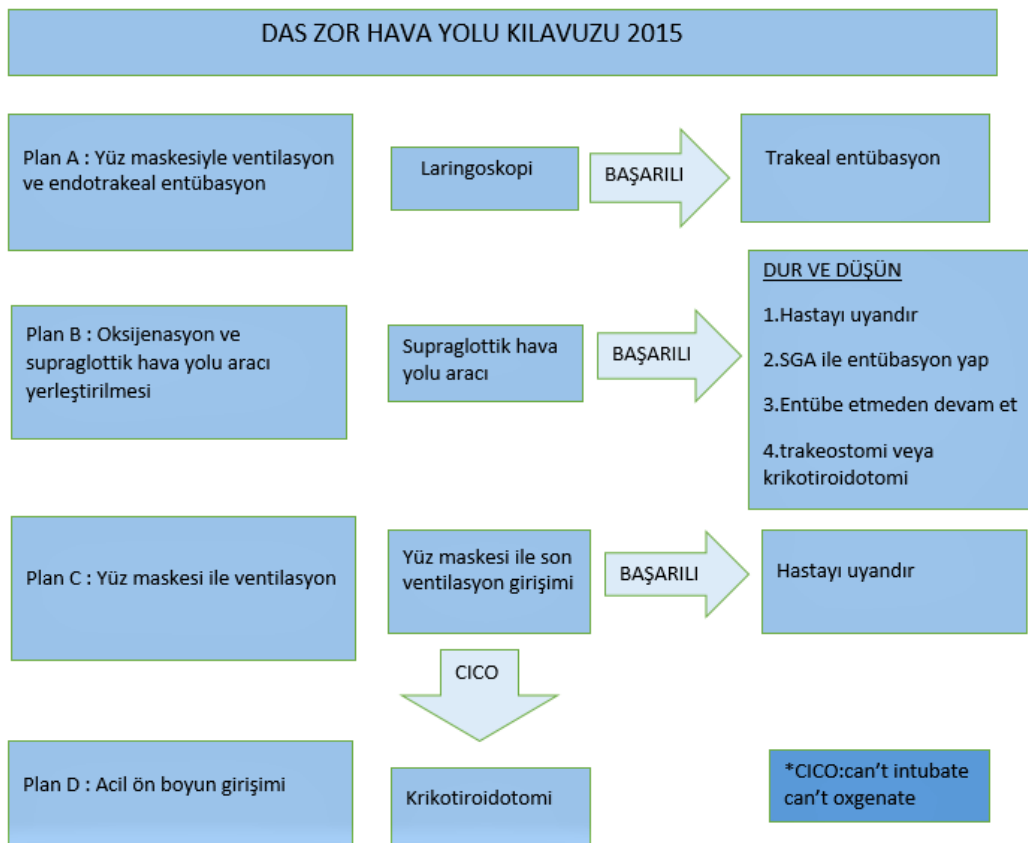 DAS ZOR HAVA YOLU KILAVUZU 2015
Plan A : Yüz maskesiyle ventilasyon
ve endotrakeal entübasyon
Laringoskopi
BAŞARILI
Trakeal entübasyon
Plan B : Oksijenasyon ve
supraglottik hava yolu aracı
yerleştirilmesi
Supraglottik hava
yolu aracı
BAŞARILI
DUR VE DÜŞÜN
1.Hastayı uyandır
2.SGA ile entübasyon yap
3.Entübe etmeden devam et
4.trakeostomi veya
krikotiroidotomi
Plan C : Yüz maskesi ile ventilasyon
Yüz maskesi ile son
ventilasyon girişimi
BAŞARILI
Hastayı uyandır
CICO
Plan D : Acil ön boyun girişimi
Krikotiroidotomi
*CICO:can't intubate
can't oxgenate